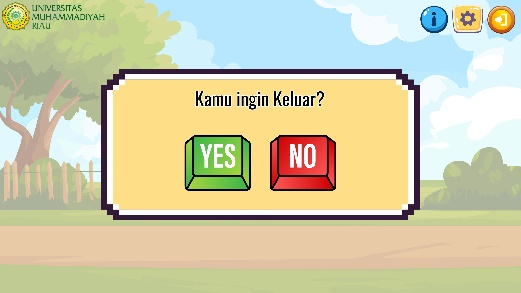 UNIVERSITAS
MUHAMMADIYAH
RIAU
Kamu ingin Keluar?
YES
NO